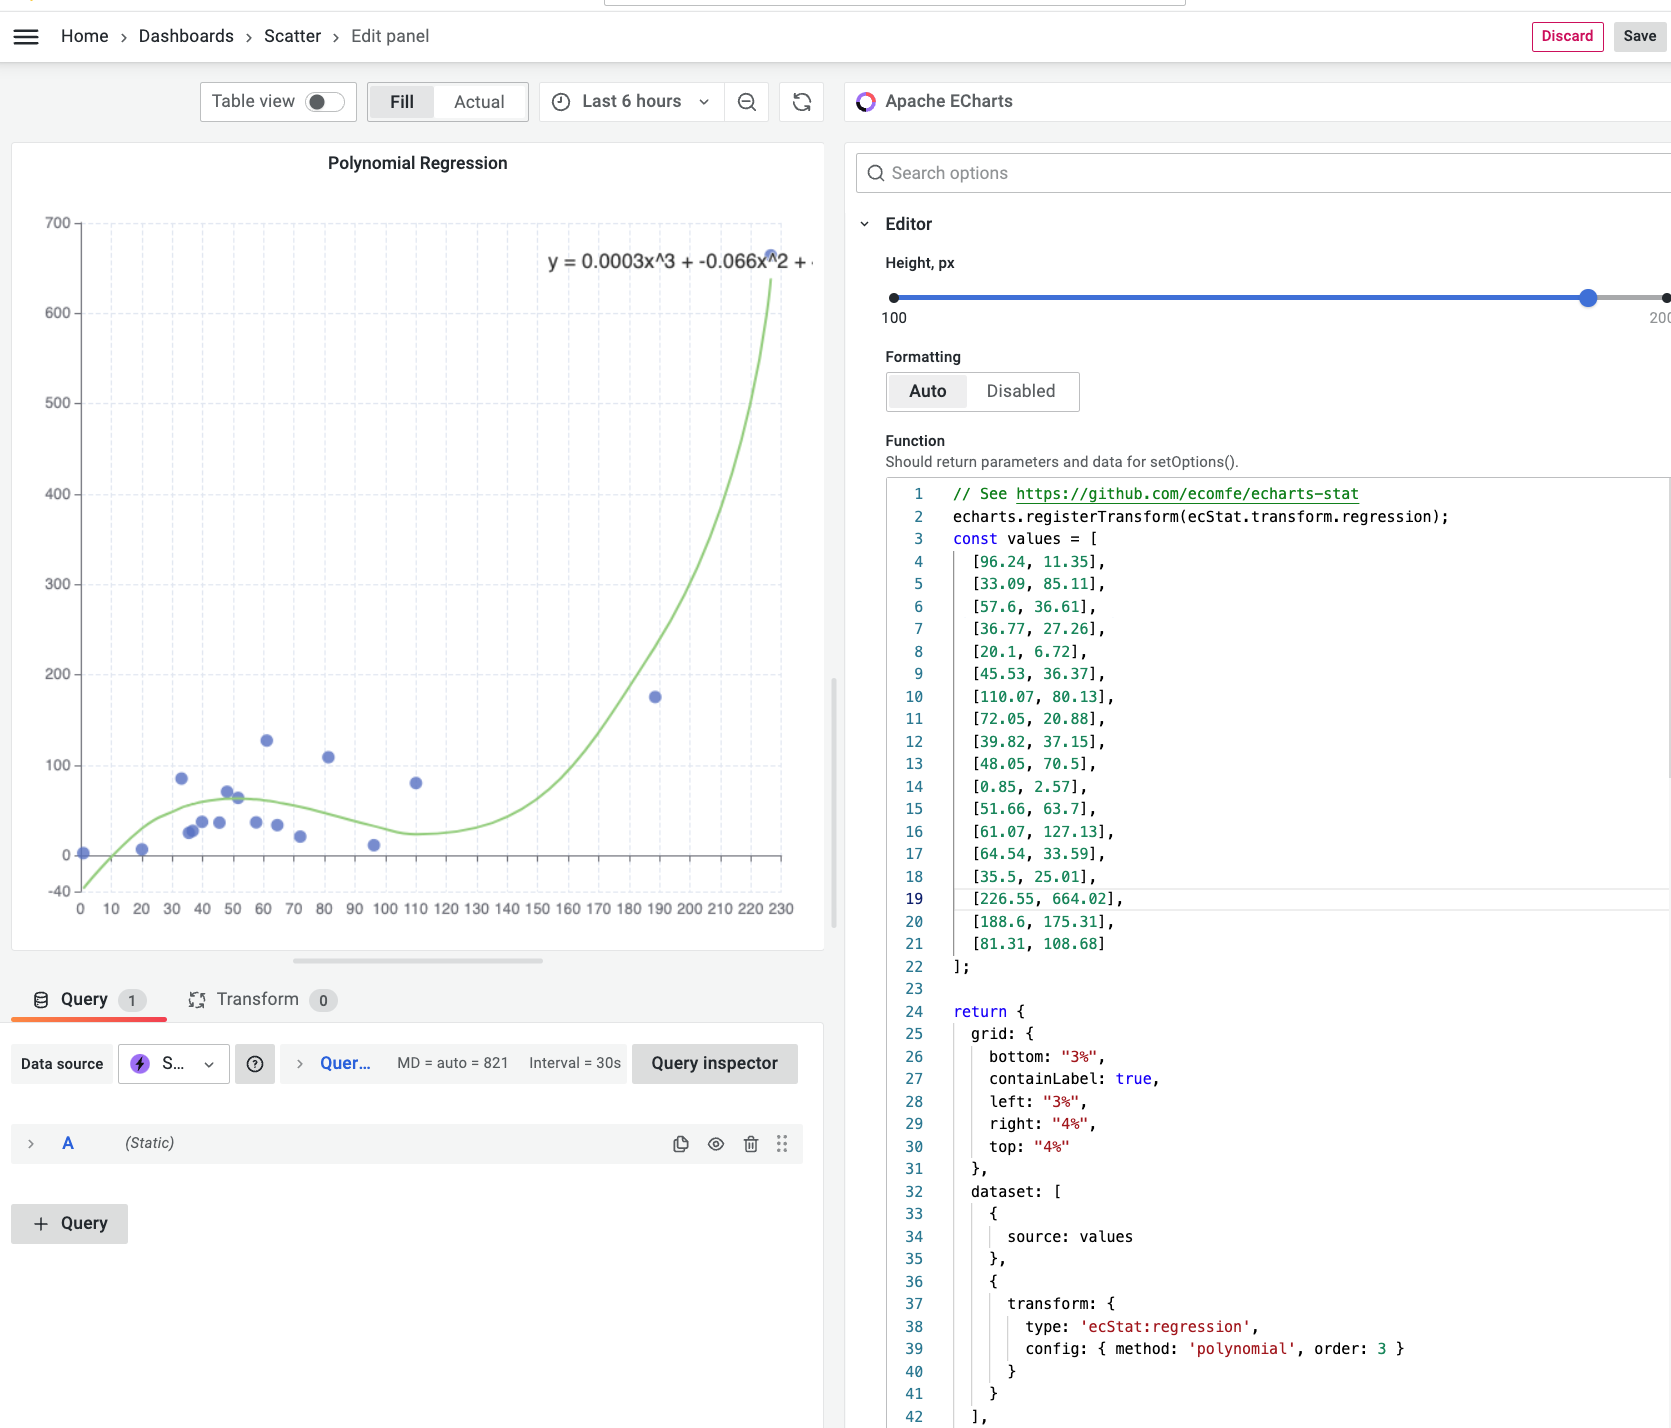 Home › Dashboards › Scatter › Edit panel
Discard
Save
Table view
Fill
Actual
Last 6 hours
Apache ECharts
Polynomial Regression
y = 0.0003x^3 + -0.066x^2 +
700
600
500
400
300
200
100
0
-40
0 10 20 30 40 50 60 70 80 90 100 110 120 130 140 150 160 170 180 190 200 210 220 230
Query 1
Transform 0
Data source
S...
Quer...
MD = auto = 821
Interval = 30s
Query inspector
A
(Static)
+ Query
Search options
Editor
Height, px
100
200
Formatting
Auto
Disabled
Function
Should return parameters and data for setOptions().
1 // See https://github.com/ecomfe/echarts-stat
2 echarts.registerTransform(ecStat.transform.regression);
3 const values = [
4 [96.24, 11.35],
5 [33.09, 85.11],
6 [57.6, 36.61],
7 [36.77, 27.26],
8 [20.1, 6.72],
9 [45.53, 36.37],
10 [110.07, 80.13],
11 [72.05, 20.88],
12 [39.82, 37.15],
13 [48.05, 70.5],
14 [0.85, 2.57],
15 [51.66, 63.7],
16 [61.07, 127.13],
17 [64.54, 33.59],
18 [35.5, 25.01],
19 [226.55, 664.02],
20 [188.6, 175.31],
21 [81.31, 108.68]
22 ];
23
24 return {
25 grid: {
26 bottom: "3%",
27 containLabel: true,
28 left: "3%",
29 right: "4%",
30 top: "4%"
31 },
32 dataset: [
33 {
34 source: values
35 },
36 {
37 transform: {
38 type: 'ecStat:regression',
39 config: { method: 'polynomial', order: 3 }
40 }
41 }
42 ],